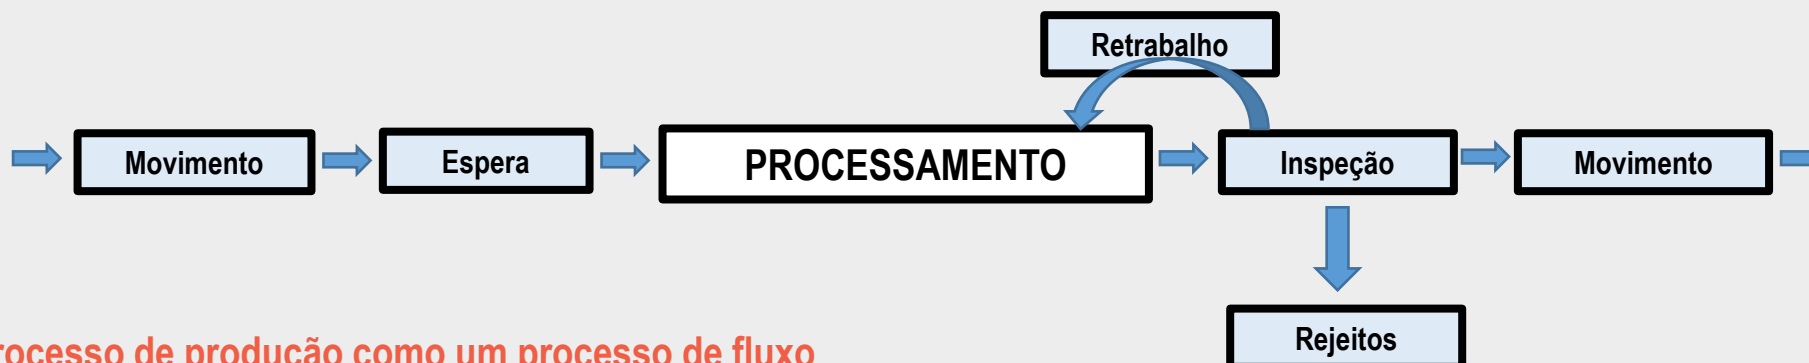 Retrabalho
Movimento
Espera
PROCESSAMENTO
Inspeção
Movimento
Rejeitos
rocesso de produção como um processo de fluxo